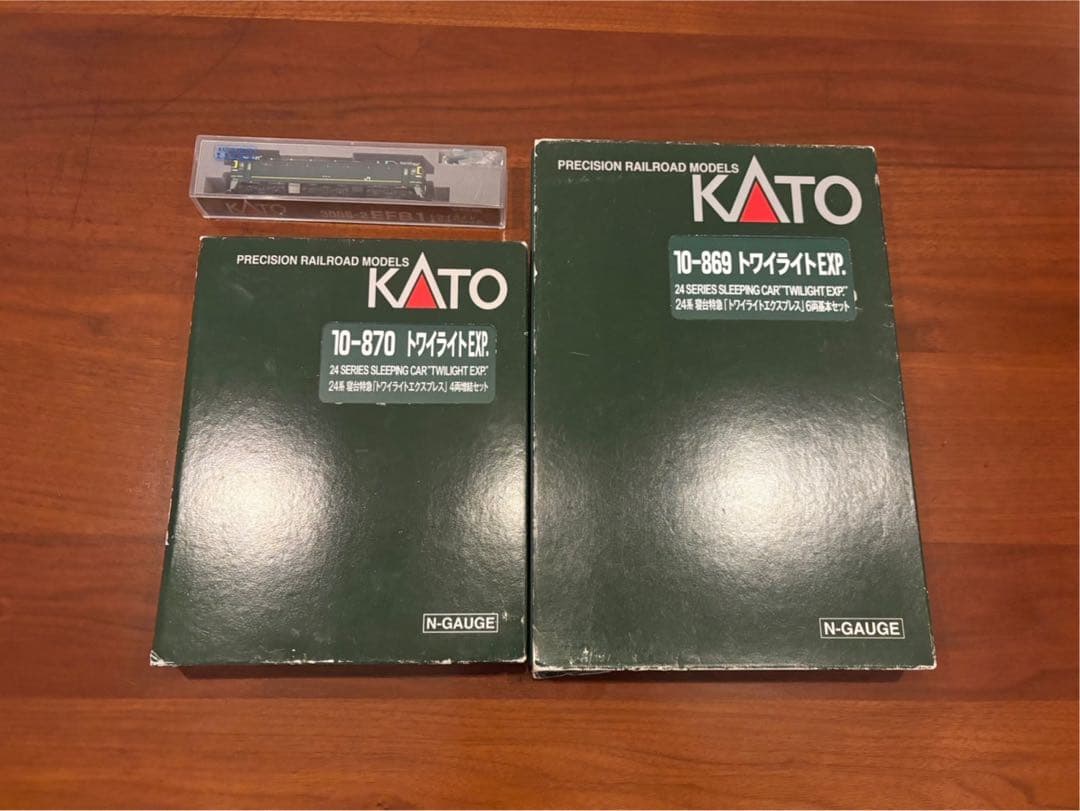 KATO
EF81
PRECISION RAILROAD MODELS
KATO
10-870 トワイライトEXP.
24 SERIES SLEEPING CAR "TWILIGHT EXP."
24系 寝台特急「トワイライトエクスプレス」4両増結セット
N-GAUGE
PRECISION RAILROAD MODELS
KATO
10-869 トワイライトEXP.
24 SERIES SLEEPING CAR "TWILIGHT EXP."
24系 寝台特急「トワイライトエクスプレス」6両基本セット
N-GAUGE